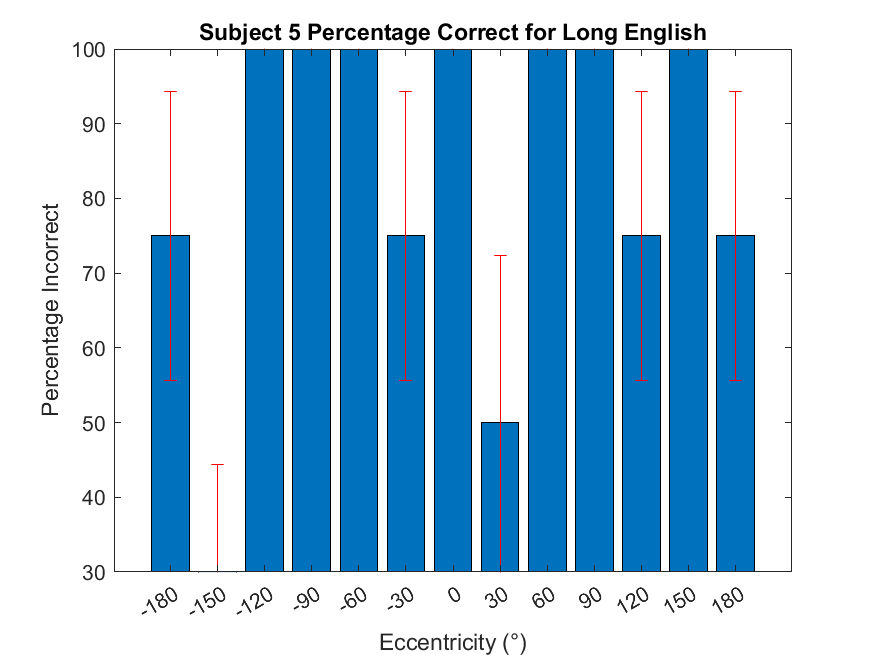 Subject 5 Percentage Correct for Long English
100
90
80
70
60
50
40
30
Percentage Incorrect
-180 -150 -120 -90 -60 -30 0 30 60 90 120 150 180
Eccentricity (°)